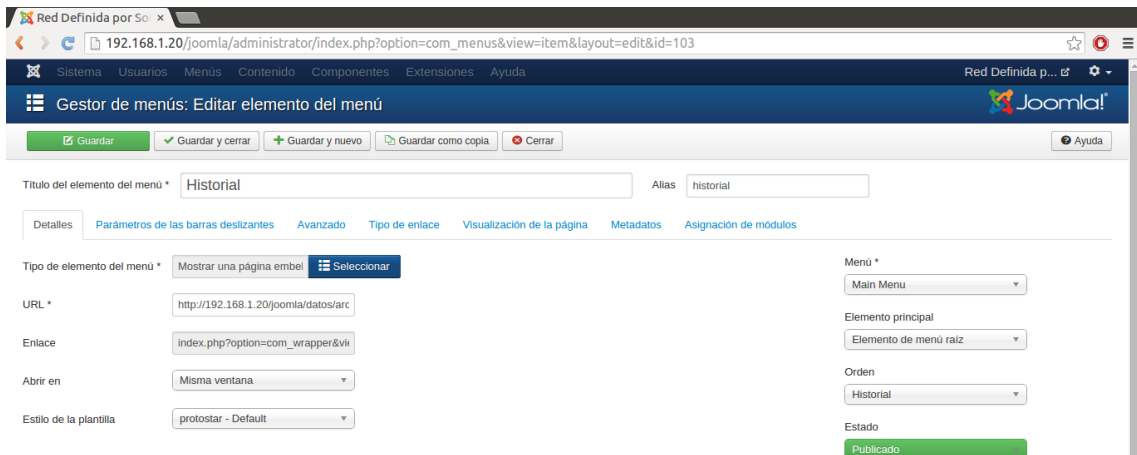 Red Definida por Sol
192.168.1.20/joomla/administrator/index.php?option=com_menus&view=item&layout=edit&id=103
Sistema Usuarios Menús Contenido Componentes Extensiones Ayuda Red Definida p...
Gestor de menús: Editar elemento del menú Joomla!
Guardar Guardar y cerrar Guardar y nuevo Guardar como copia Cerrar Ayuda
Título del elemento del menú * Historial Alias historial
Detalles Parámetros de las barras deslizantes Avanzado Tipo de enlace Visualización de la página Metadatos Asignación de módulos
Tipo de elemento del menú * Mostrar una página embel Seleccionar
Menú *
Main Menu
URL * http://192.168.1.20/joomla/datos/arc
Elemento principal
Enlace index.php?option=com_wrapper&vie
Elemento de menú raíz
Abrir en Misma ventana
Orden
Historial
Estilo de la plantilla protostar - Default
Estado
Publicado